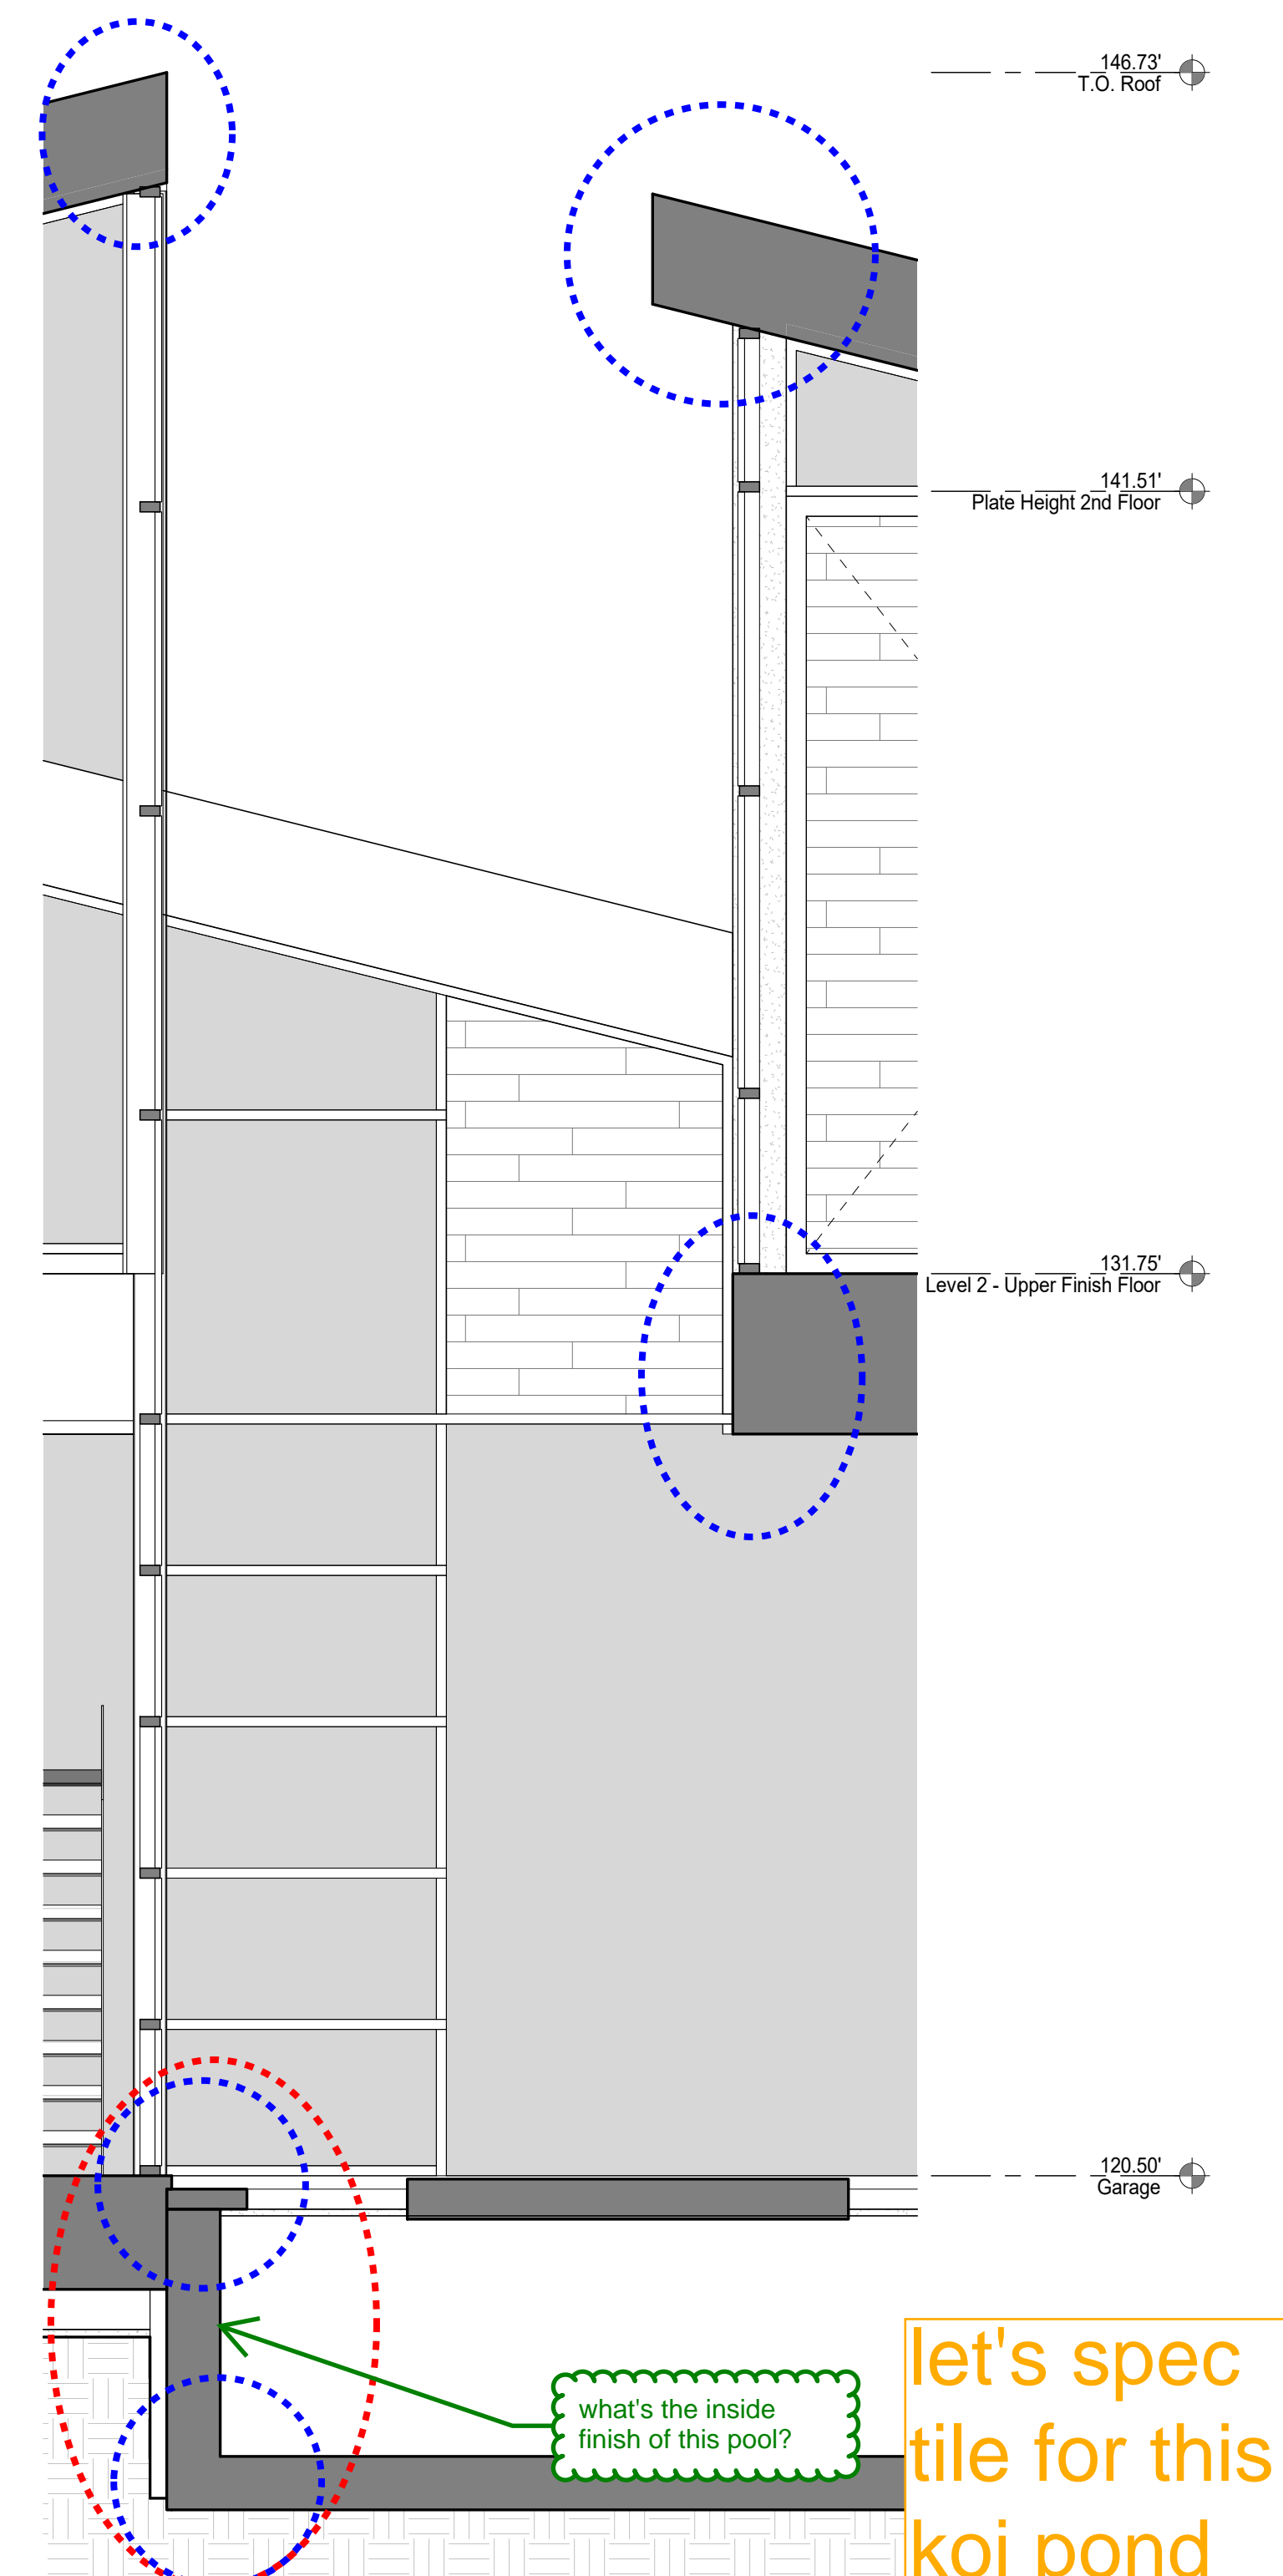 146.73'
T.O. Roof
141.51'
Plate Height 2nd Floor
131.75'
Level 2 - Upper Finish Floor
120.50'
Garage
what's the inside
finish of this pool?
let's spec
tile for this
koi pond